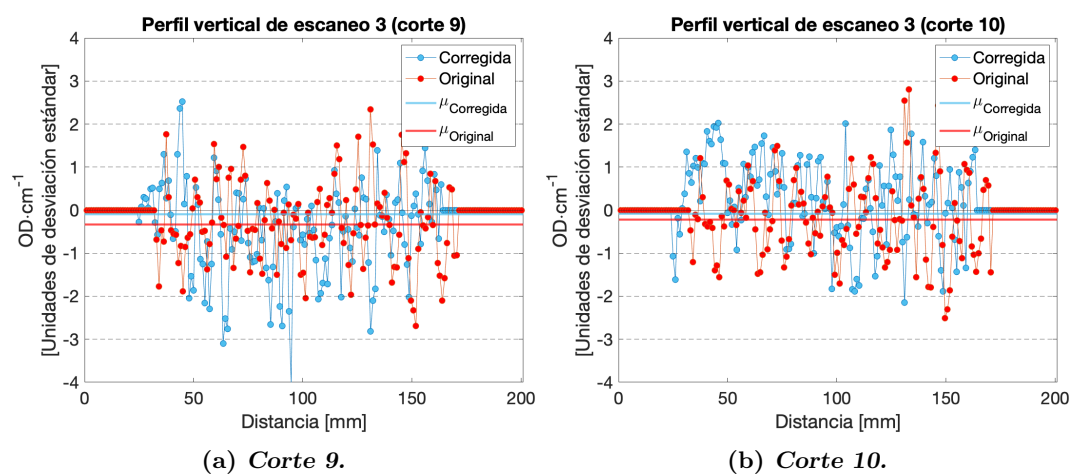 Perfil vertical de escaneo 3 (corte 9)
4
3
2
1
0
-1
-2
-3
-4
OD·cm⁻¹
[Unidades de desviación estándar]
Corregida
Original
μCorregida
μOriginal
0 50 100 150 200
Distancia [mm]
(a) Corte 9.
Perfil vertical de escaneo 3 (corte 10)
4
3
2
1
0
-1
-2
-3
-4
OD·cm⁻¹
[Unidades de desviación estándar]
Corregida
Original
μCorregida
μOriginal
0 50 100 150 200
Distancia [mm]
(b) Corte 10.